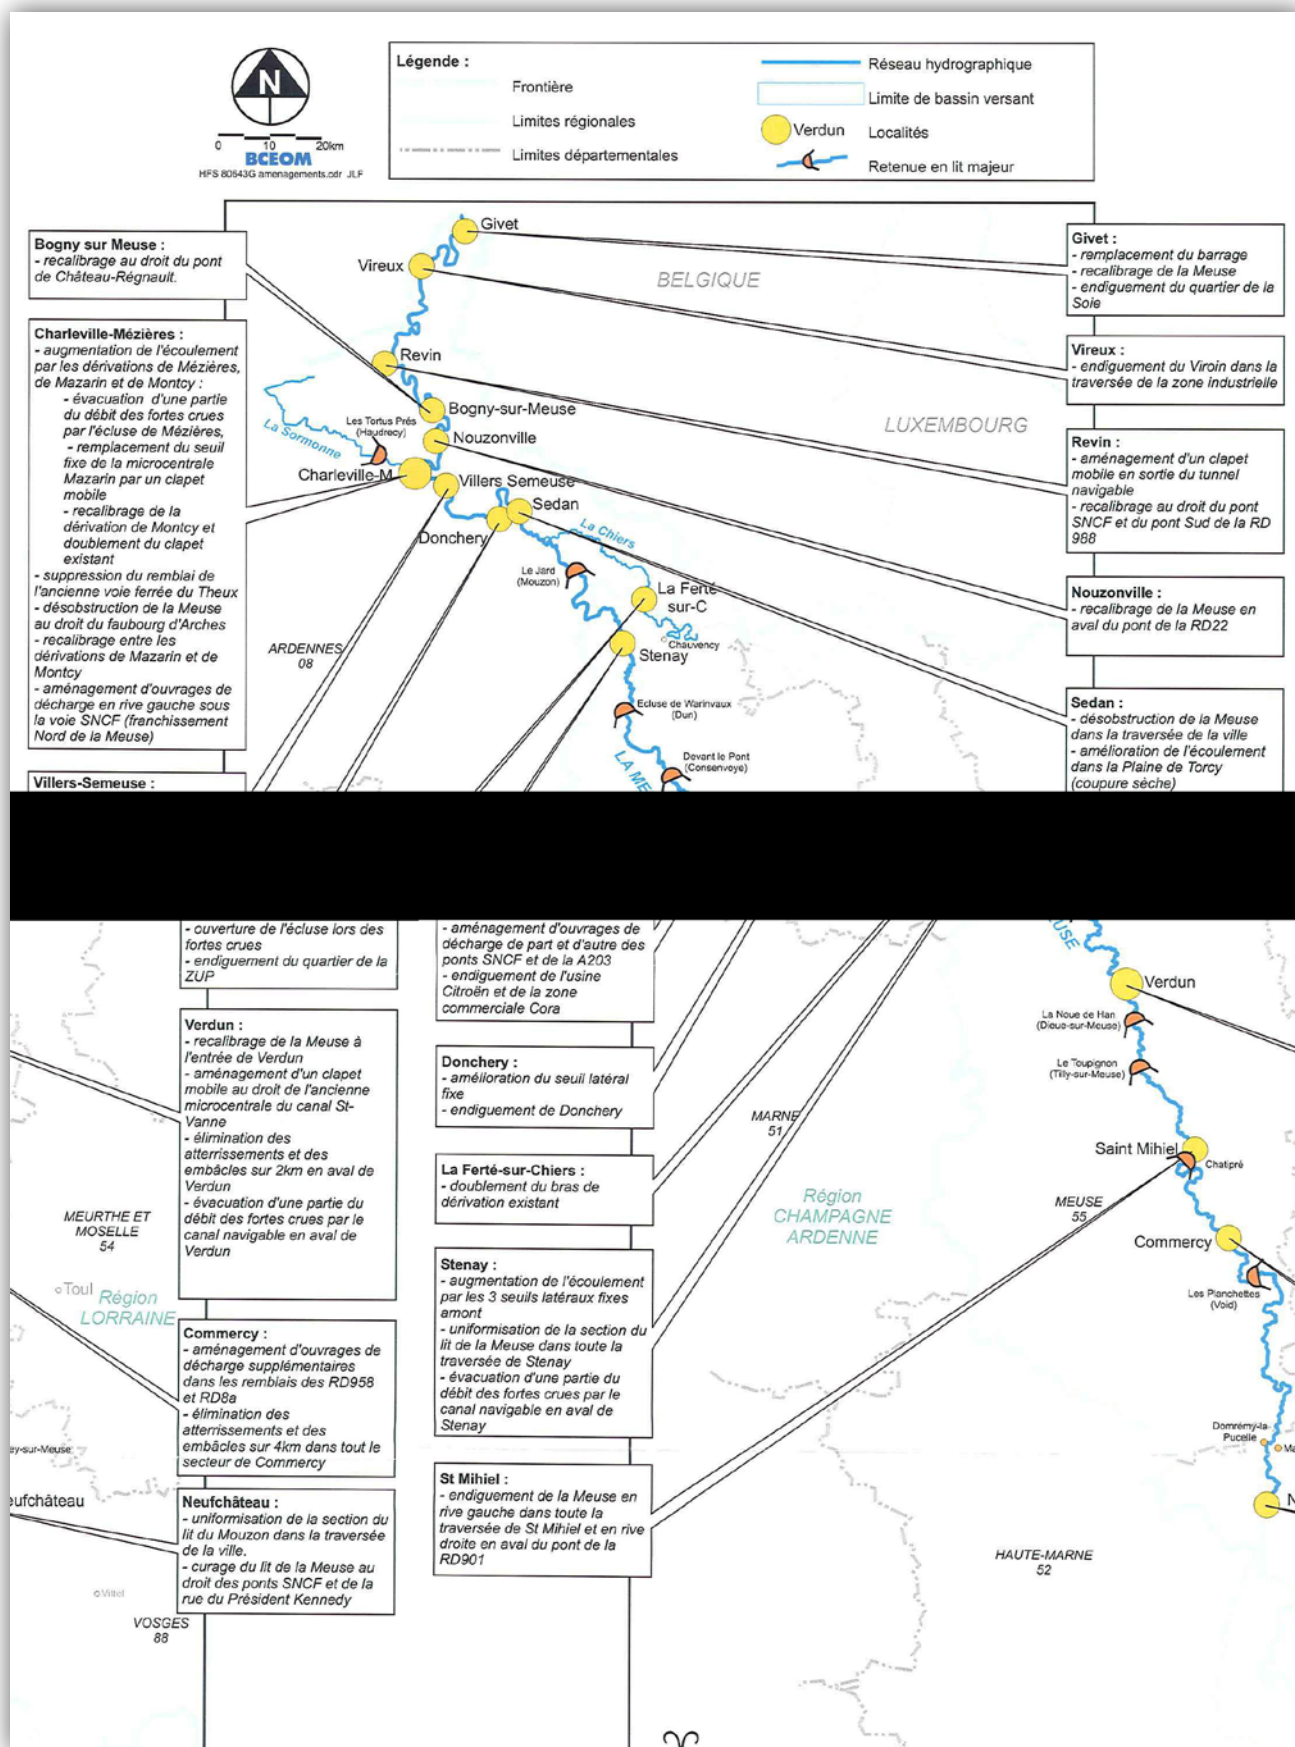 Légende :
Frontière
Limites régionales
Limites départementales
Réseau hydrographique
Limite de bassin versant
Verdun Localités
Retenue en lit majeur
N
0 10 20km
BCEOM
HFS 80643G amenagements.cdr JLF
Bogny sur Meuse :
- recalibrage au droit du pont
de Château-Régnault.
Charleville-Mézières :
- augmentation de l'écoulement
par les dérivations de Mézières,
de Mazarin et de Montcy :
- évacuation d'une partie
du débit des fortes crues
par l'écluse de Mézières,
- remplacement du seuil
fixe de la microcentrale
Mazarin par un clapet
mobile
- recalibrage de la
dérivation de Montcy et
doublement du clapet
existant
- suppression du remblai de
l'ancienne voie ferrée du Theux
- désobstruction de la Meuse
au droit du faubourg d'Arches
- recalibrage entre les
dérivations de Mazarin et de
Montcy
- aménagement d'ouvrages de
décharge en rive gauche sous
la voie SNCF (franchissement
Nord de la Meuse)
Villers-Semeuse :
Givet
Vireux
BELGIQUE
Revin
LUXEMBOURG
Bogny-sur-Meuse
Les Tortus Prés
(Haudrecy)
La Sormonne
Nouzonville
Charleville-M
Villers Semeuse
Sedan
Donchery
La Chiers
Le Jard
(Mouzon)
La Ferté
sur-C
Chauvency
Stenay
ARDENNES
08
Ecluse de Warinvaux
(Dun)
Devant le Pont
(Consenvoye)
LA ME
Givet :
- remplacement du barrage
- recalibrage de la Meuse
- endiguement du quartier de la
Soie
Vireux :
- endiguement du Viroin dans la
traversée de la zone industrielle
Revin :
- aménagement d'un clapet
mobile en sortie du tunnel
navigable
- recalibrage au droit du pont
SNCF et du pont Sud de la RD
988
Nouzonville :
- recalibrage de la Meuse en
aval du pont de la RD22
Sedan :
- désobstruction de la Meuse
dans la traversée de la ville
- amélioration de l'écoulement
dans la Plaine de Torcy
(coupure sèche)
- ouverture de l'écluse lors des
fortes crues
- endiguement du quartier de la
ZUP
Verdun :
- recalibrage de la Meuse à
l'entrée de Verdun
- aménagement d'un clapet
mobile au droit de l'ancienne
microcentrale du canal St-
Vanne
- élimination des
atterrissements et des
embâcles sur 2km en aval de
Verdun
- évacuation d'une partie du
débit des fortes crues par le
canal navigable en aval de
Verdun
MEURTHE ET
MOSELLE
54
Toul
Région
LORRAINE
Commercy :
- aménagement d'ouvrages de
décharge supplémentaires
dans les remblais des RD958
et RD8a
- élimination des
atterrissements et des
embâcles sur 4km dans tout le
secteur de Commercy
ey-sur-Meuse
eufchâteau
Neufchâteau :
- uniformisation de la section du
lit du Mouzon dans la traversée
de la ville.
- curage du lit de la Meuse au
droit des ponts SNCF et de la
rue du Président Kennedy
Vittel
VOSGES
88
- aménagement d'ouvrages de
décharge de part et d'autre des
ponts SNCF et de la A203
- endiguement de l'usine
Citroën et de la zone
commerciale Cora
Donchery :
- amélioration du seuil latéral
fixe
- endiguement de Donchery
La Ferté-sur-Chiers :
- doublement du bras de
dérivation existant
Stenay :
- augmentation de l'écoulement
par les 3 seuils latéraux fixes
amont
- uniformisation de la section du
lit de la Meuse dans toute la
traversée de Stenay
- évacuation d'une partie du
débit des fortes crues par le
canal navigable en aval de
Stenay
St Mihiel :
- endiguement de la Meuse en
rive gauche dans toute la
traversée de St Mihiel et en rive
droite en aval du pont de la
RD901
USE
Verdun
La Noue de Han
(Dieue-sur-Meuse)
Le Toupignon
(Tilly-sur-Meuse)
MARNE
51
Saint Mihiel
Chatipré
Région
CHAMPAGNE
ARDENNE
MEUSE
55
Commercy
Les Planchettes
(Void)
Domrémy-la-
Pucelle
Ma
N
HAUTE-MARNE
52